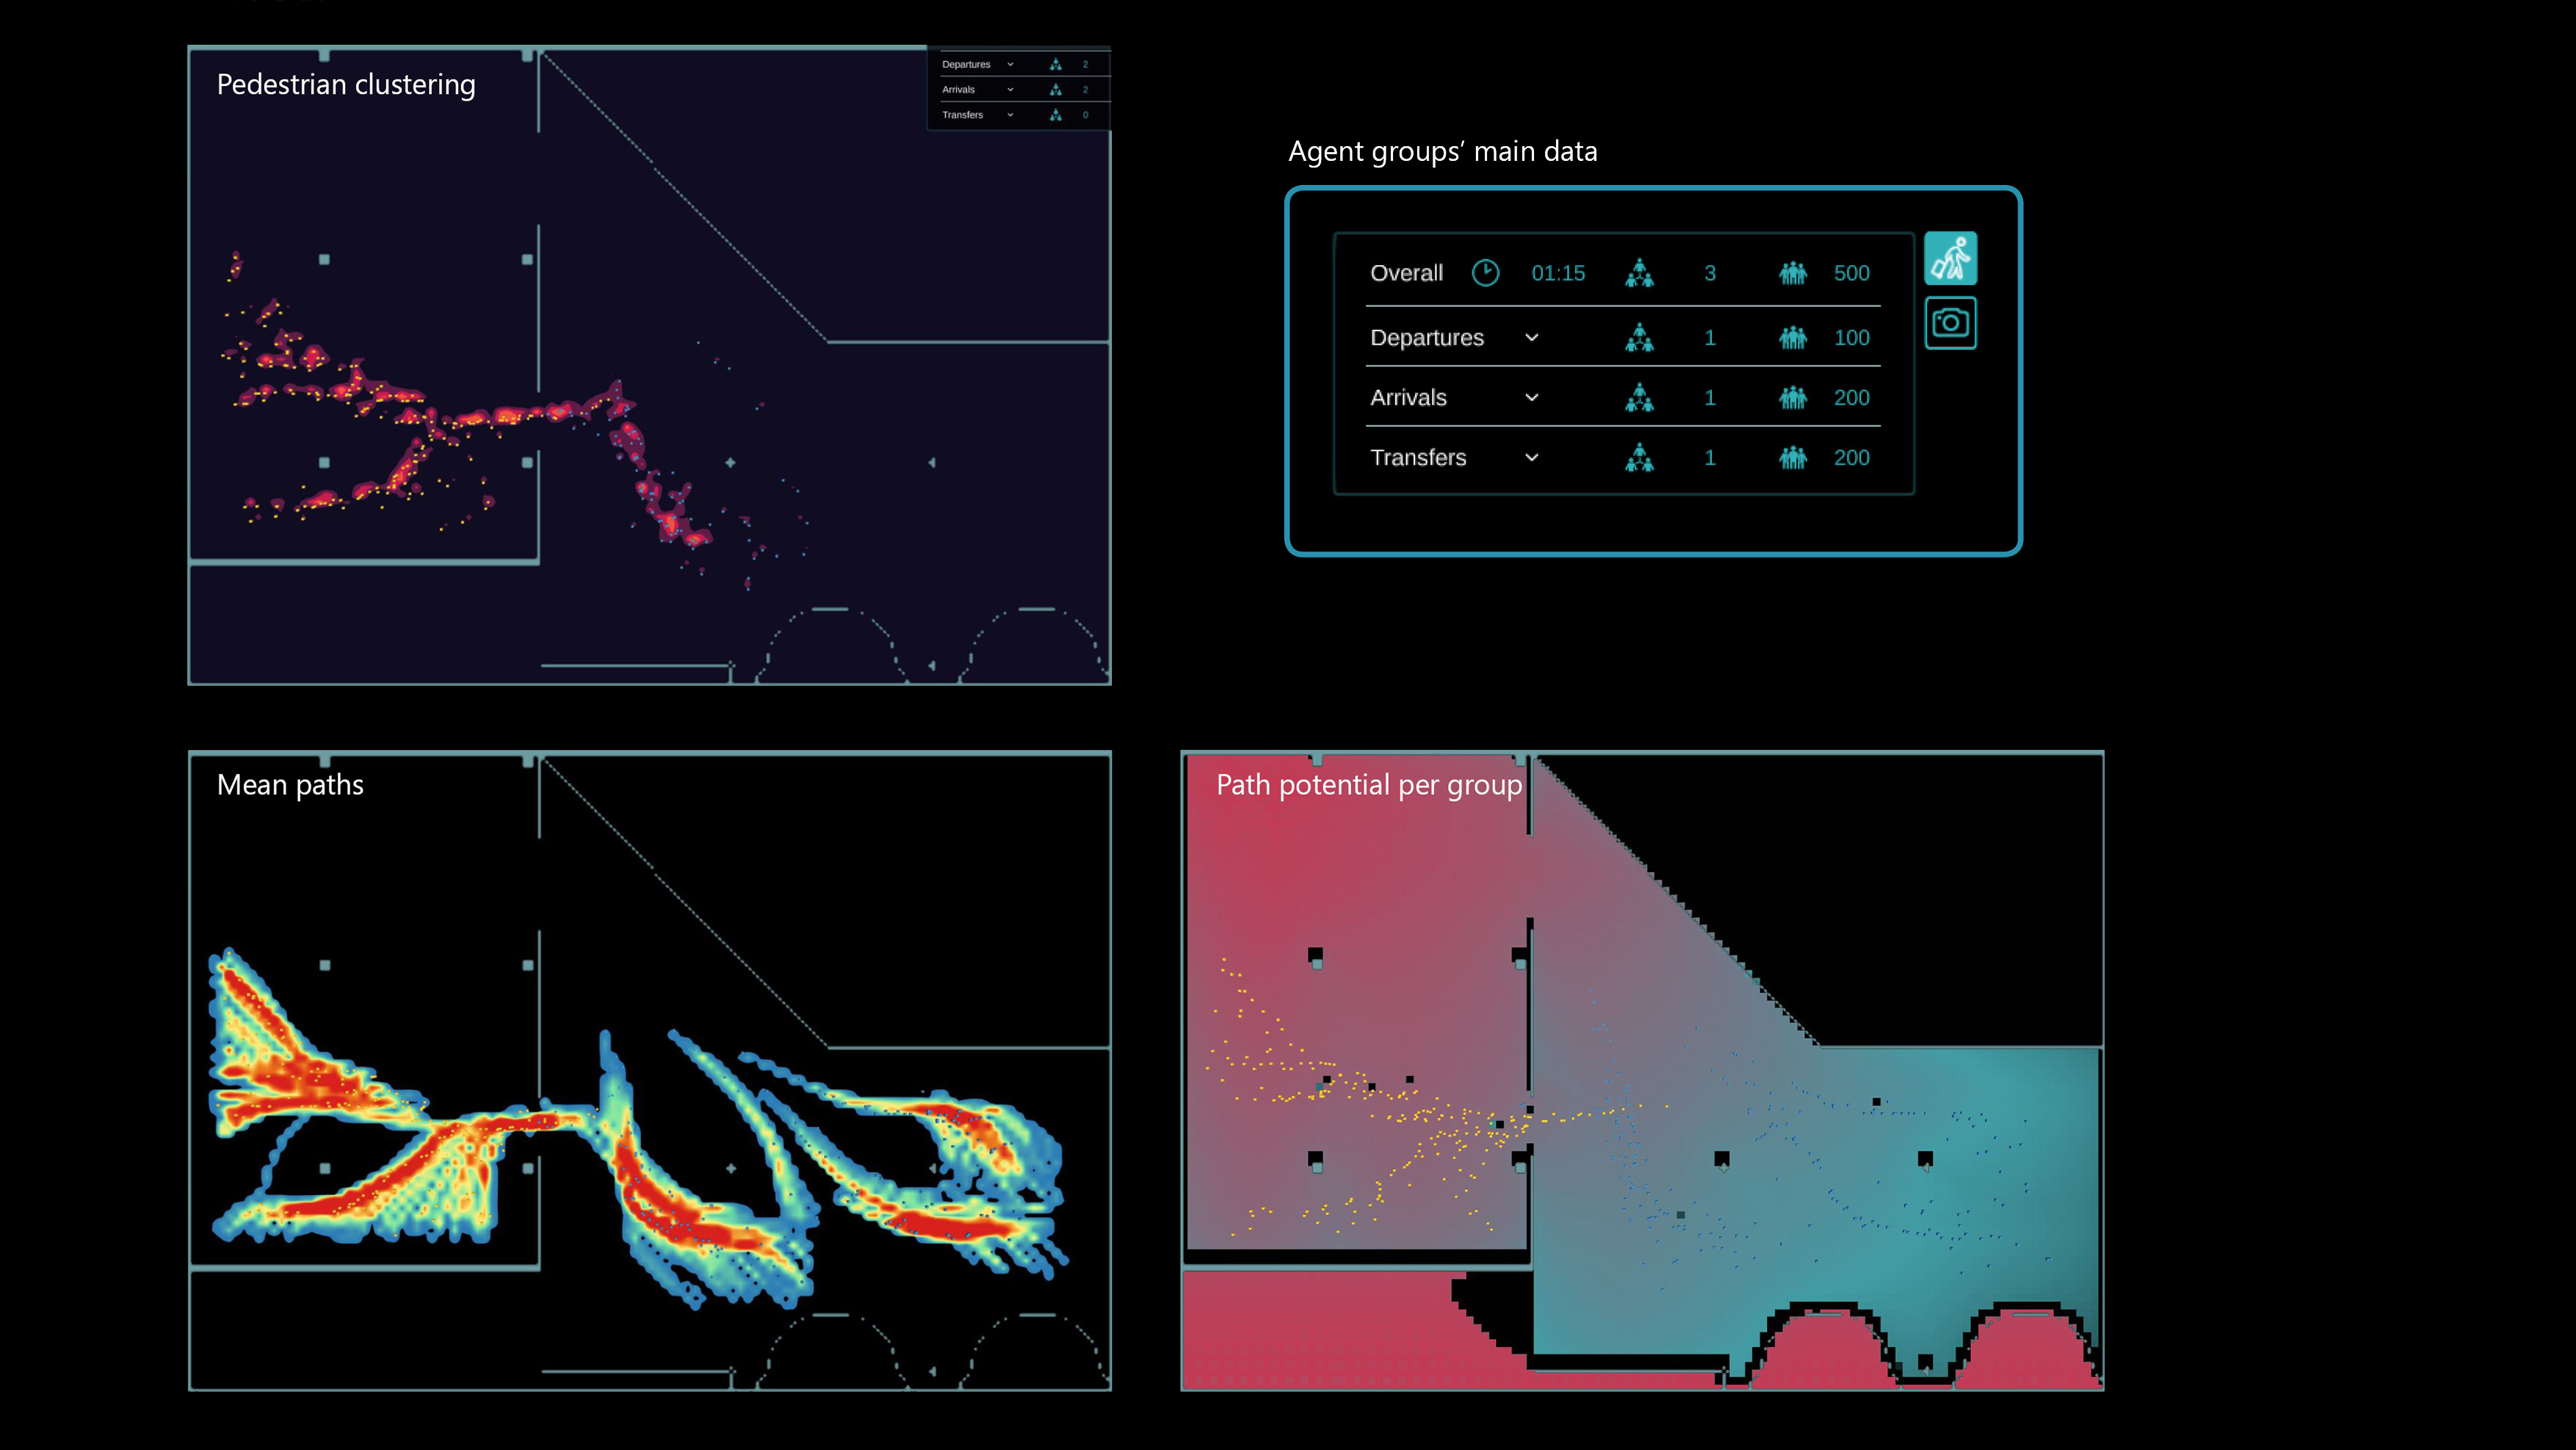 Pedestrian clustering
Departures 2
Arrivals 2
Transfers 0
Agent groups’ main data
Overall 01:15 3 500
Departures 1 100
Arrivals 1 200
Transfers 1 200
Mean paths
Path potential per group